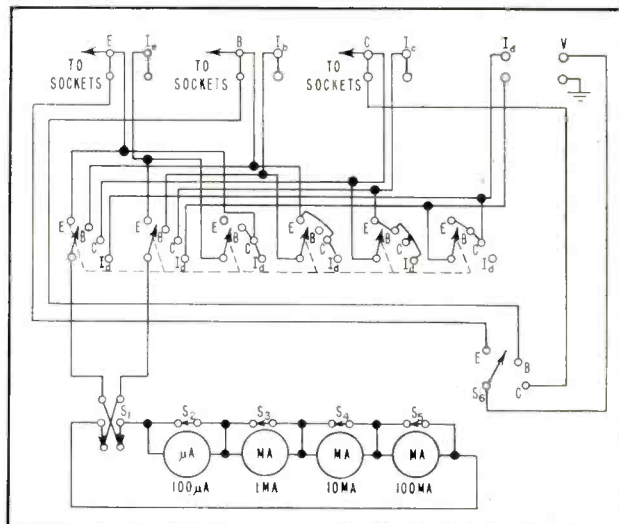 E Ie B Ib C Ic Id V
TO SOCKETS TO SOCKETS TO SOCKETS
E B C Id E B C Id E B C Id E B C Id E B C Id E B C Id
E B C S6
S1 S2 S3 S4 S5
μA MA MA MA
100μA 1MA 10MA 100MA